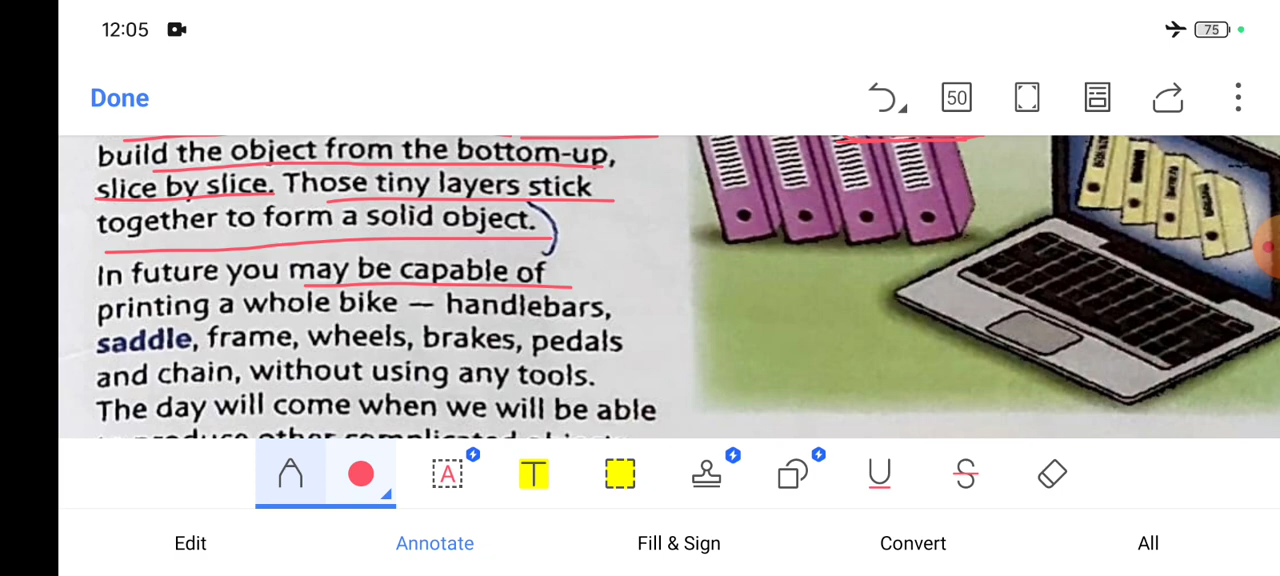 12:05
75
Done
50
build the object from the bottom-up,
slice by slice. Those tiny layers stick
together to form a solid object.
In future you may be capable of
printing a whole bike — handlebars,
saddle, frame, wheels, brakes, pedals
and chain, without using any tools.
The day will come when we will be able
A
T
U
S
Edit
Annotate
Fill & Sign
Convert
All